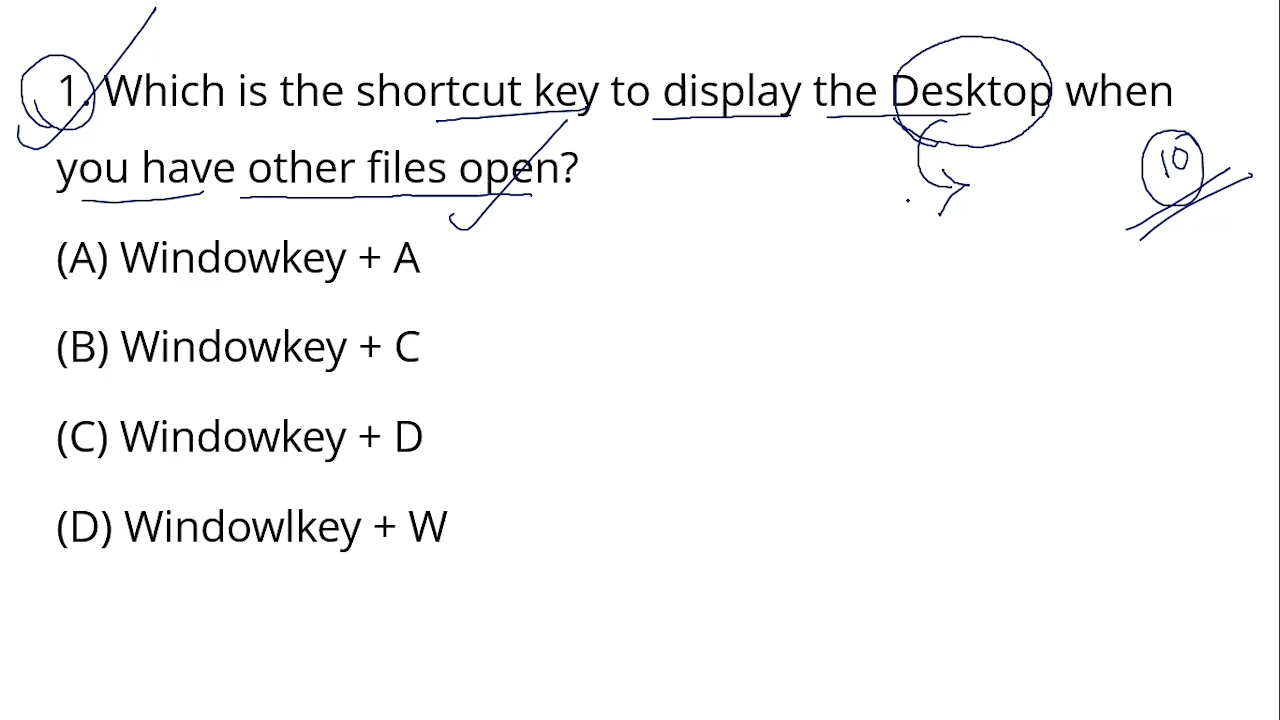 1. Which is the shortcut key to display the Desktop when
you have other files open?
10
(A) Windowkey + A
(B) Windowkey + C
(C) Windowkey + D
(D) Windowlkey + W